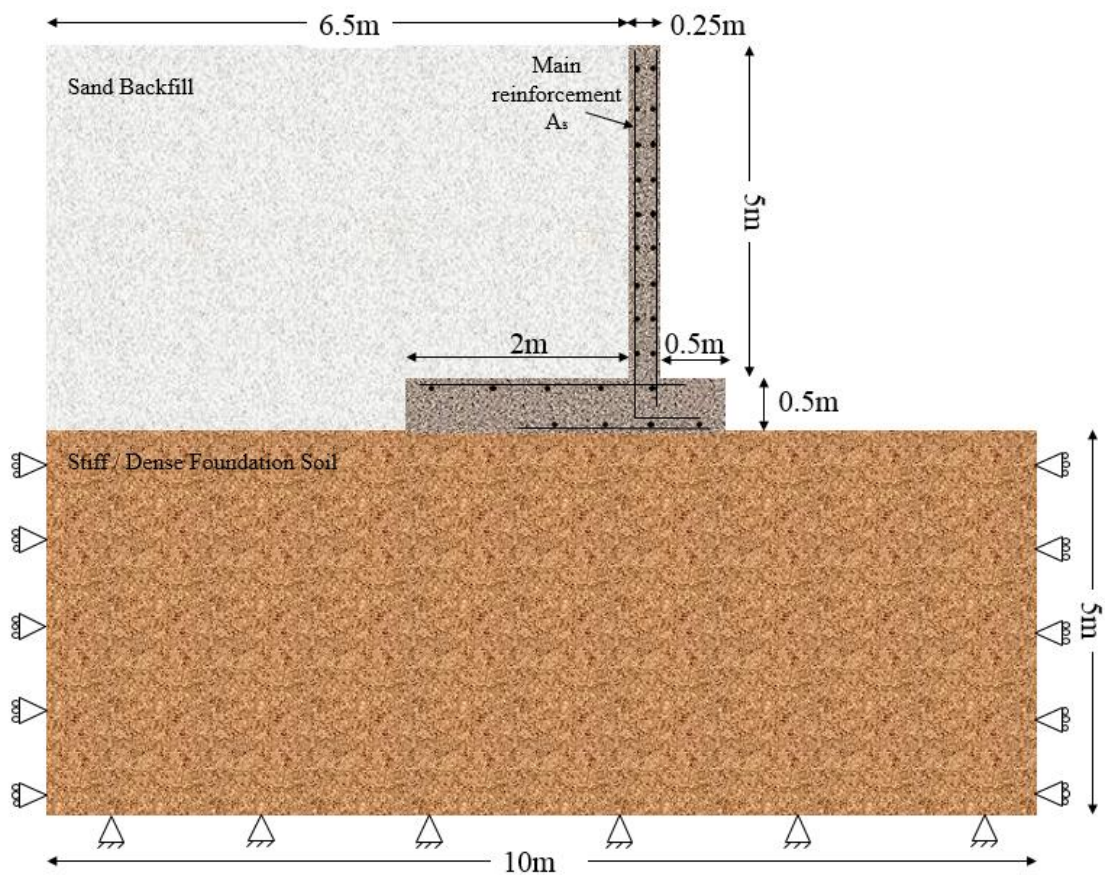 6.5m
0.25m
Sand Backfill
Main
reinforcement
As
5m
2m
0.5m
0.5m
Stiff / Dense Foundation Soil
5m
10m